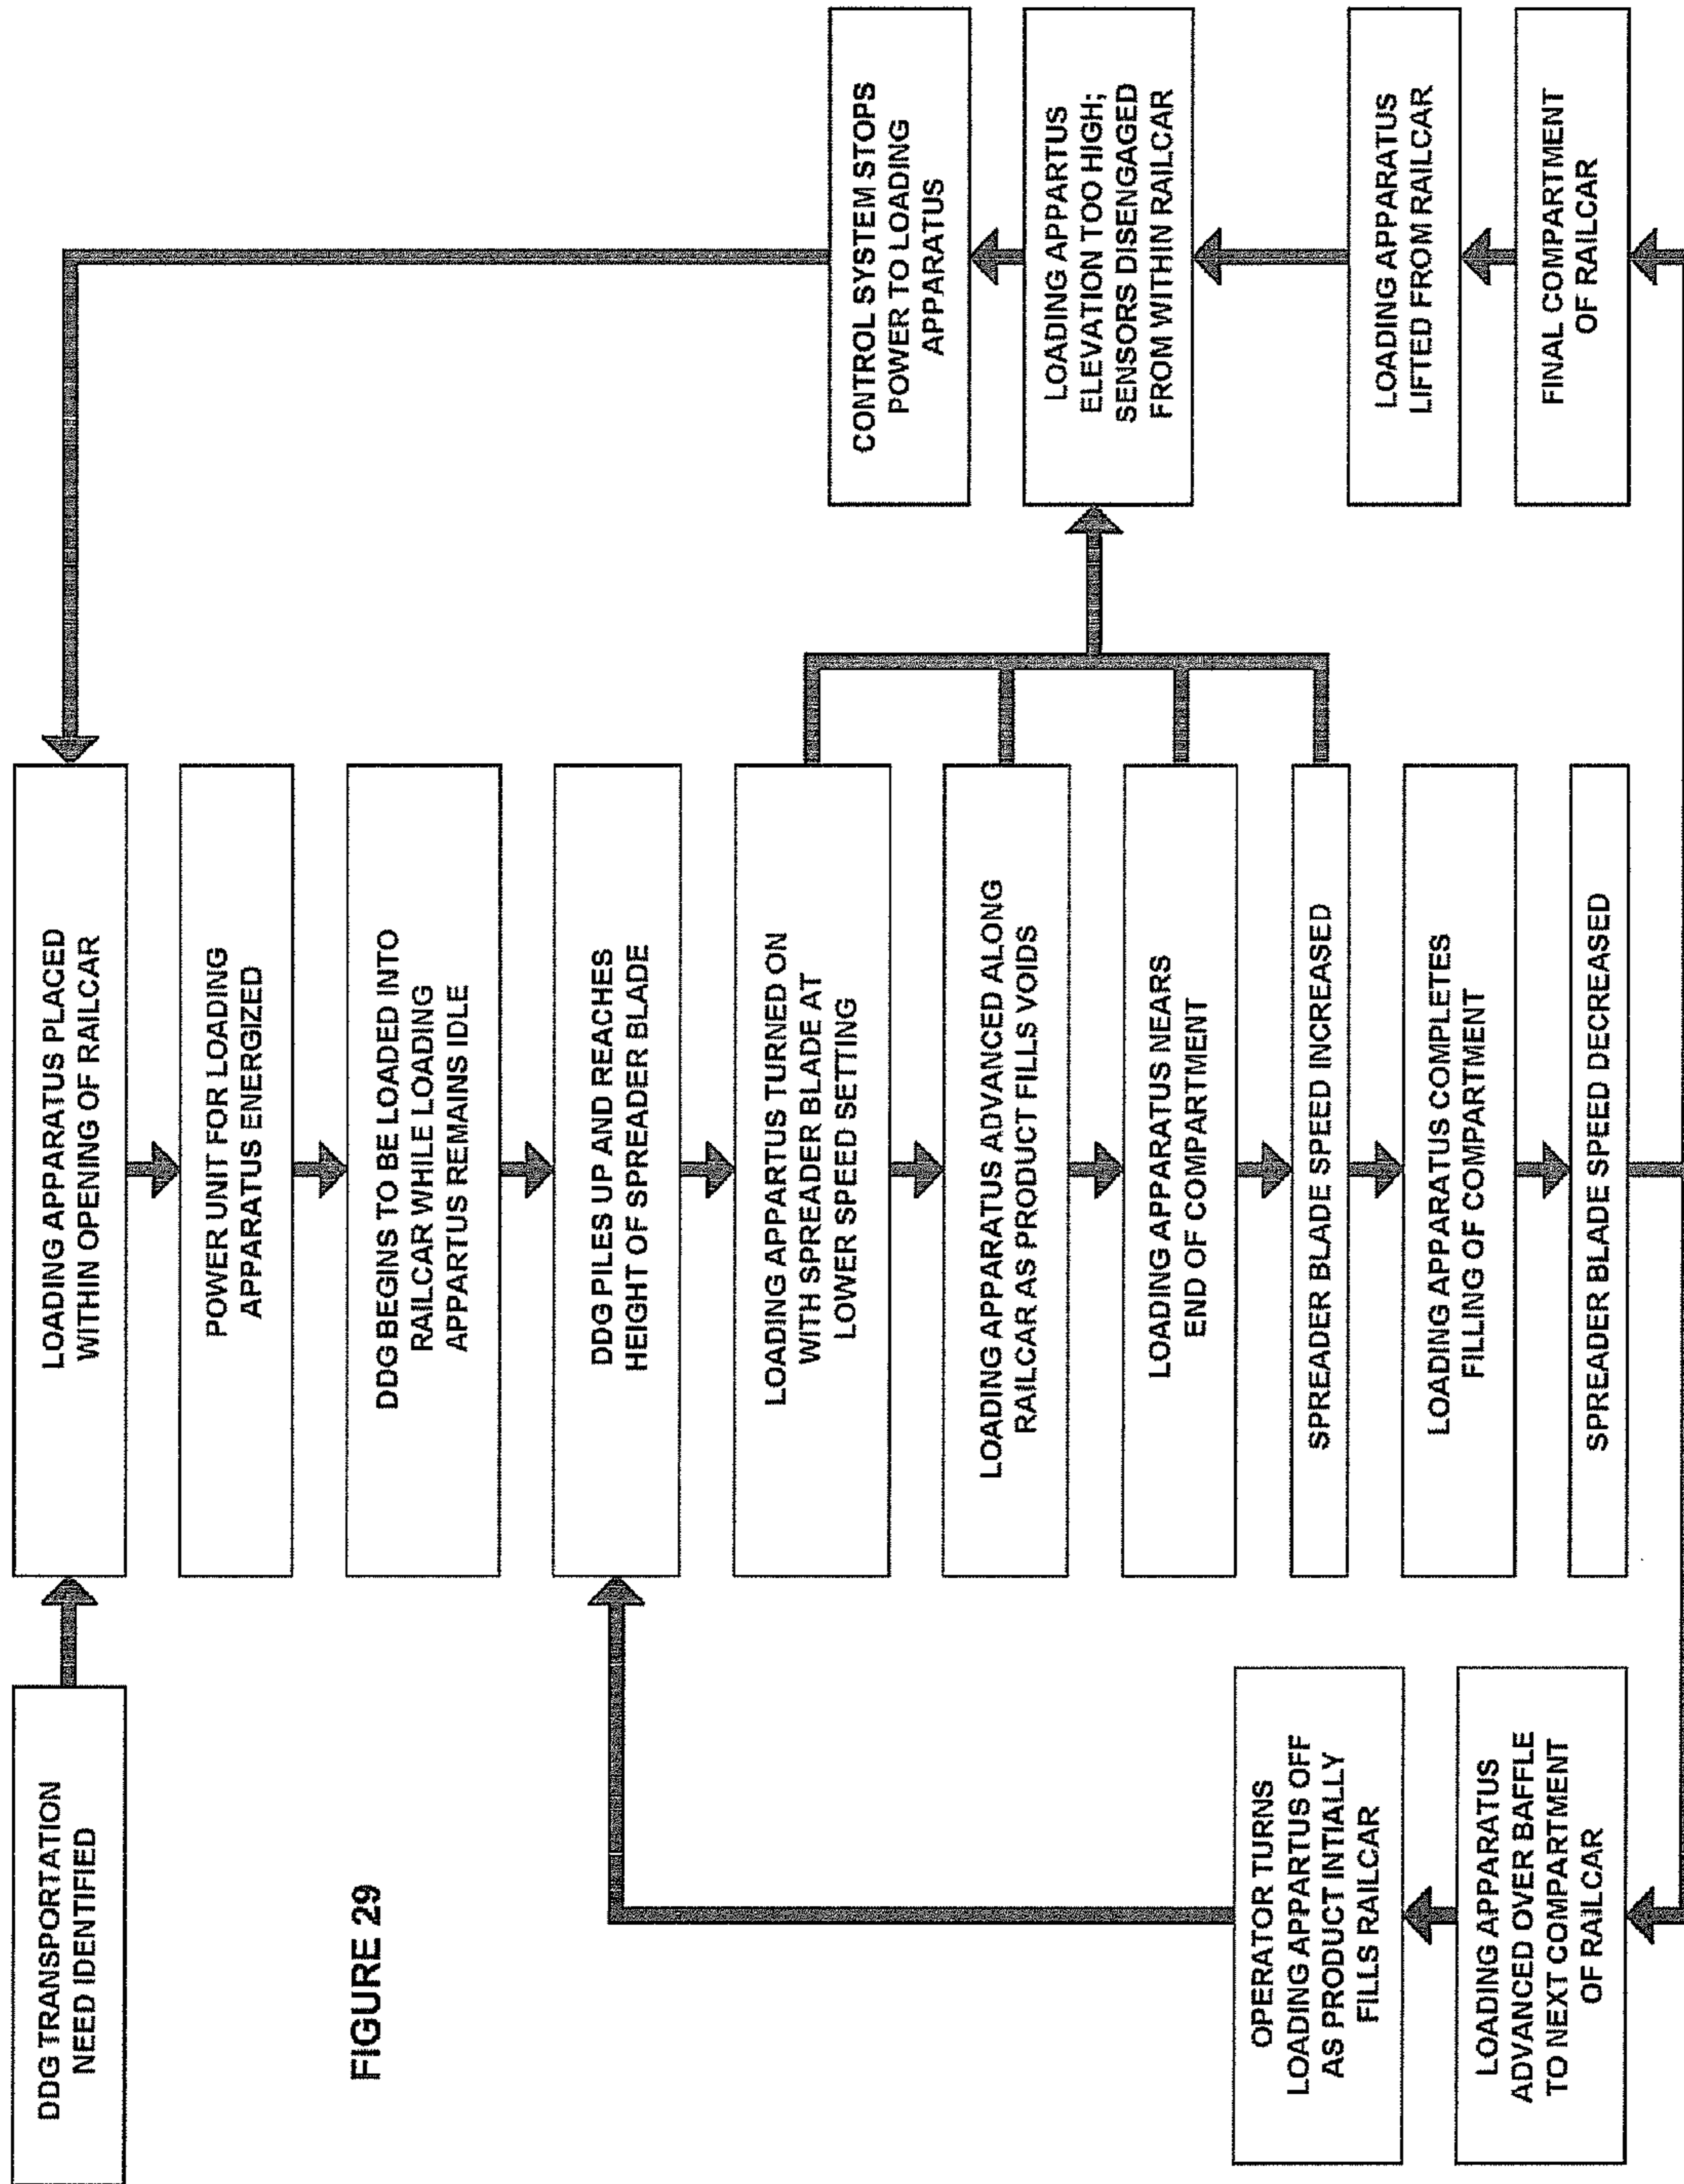 DDG TRANSPORTATION
NEED IDENTIFIED
FIGURE 29
LOADING APPARATUS PLACED
WITHIN OPENING OF RAILCAR
POWER UNIT FOR LOADING
APPARATUS ENERGIZED
DDG BEGINS TO BE LOADED INTO
RAILCAR WHILE LOADING
APPARTUS REMAINS IDLE
DDG PILES UP AND REACHES
HEIGHT OF SPREADER BLADE
LOADING APPARTUS TURNED ON
WITH SPREADER BLADE AT
LOWER SPEED SETTING
LOADING APPARATUS ADVANCED ALONG
RAILCAR AS PRODUCT FILLS VOIDS
LOADING APPARATUS NEARS
END OF COMPARTMENT
SPREADER BLADE SPEED INCREASED
LOADING APPARATUS COMPLETES
FILLING OF COMPARTMENT
SPREADER BLADE SPEED DECREASED
OPERATOR TURNS
LOADING APPARTUS OFF
AS PRODUCT INTIALLY
FILLS RAILCAR
LOADING APPARATUS
ADVANCED OVER BAFFLE
TO NEXT COMPARTMENT
OF RAILCAR
CONTROL SYSTEM STOPS
POWER TO LOADING
APPARATUS
LOADING APPARTUS
ELEVATION TOO HIGH;
SENSORS DISENGAGED
FROM WITHIN RAILCAR
LOADING APPARATUS
LIFTED FROM RAILCAR
FINAL COMPARTMENT
OF RAILCAR